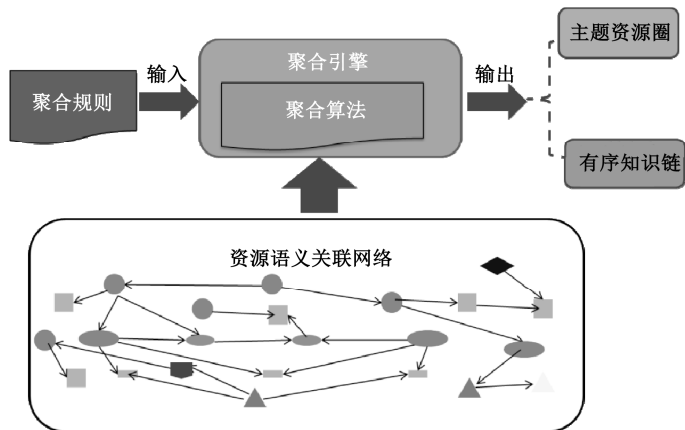 主题资源圈
聚合引擎
输入
输出
聚合规则
聚合算法
有序知识链
资源语义关联网络